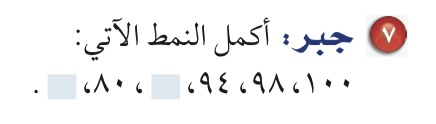 ٧ جبر: أكمل النمط الآتي:
١٠٠، ٩٨، ٩٤، ، ٨٠، .